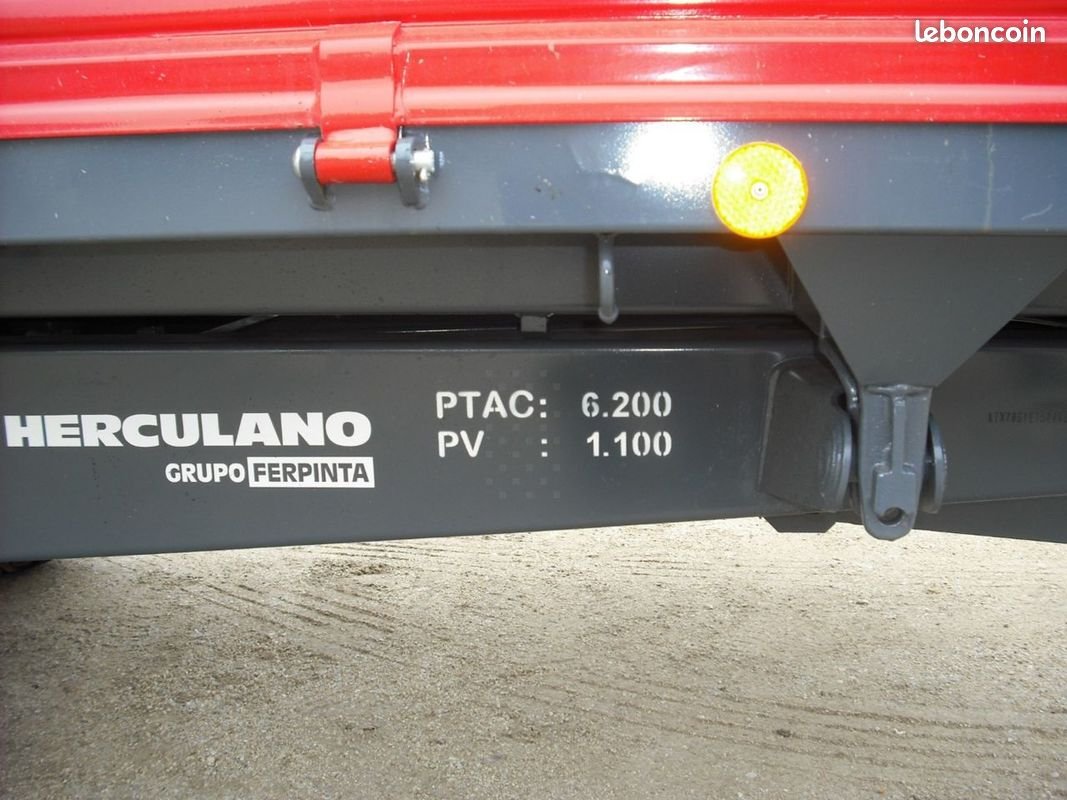 leboncoin
HERCULANO
GRUPO FERPINTA
PTAC: 6.200
PV : 1.100